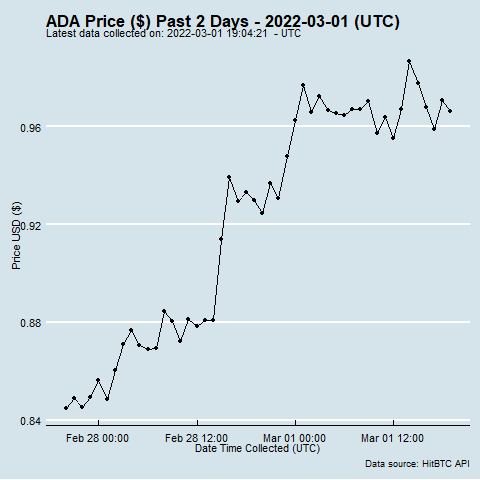 ADA Price ($) Past 2 Days - 2022-03-01 (UTC)
Latest data collected on: 2022-03-01 19:04:21  - UTC
Price USD ($)
0.96
0.92
0.88
0.84
Feb 28 00:00 Feb 28 12:00 Mar 01 00:00 Mar 01 12:00
Date Time Collected (UTC)
Data source: HitBTC API